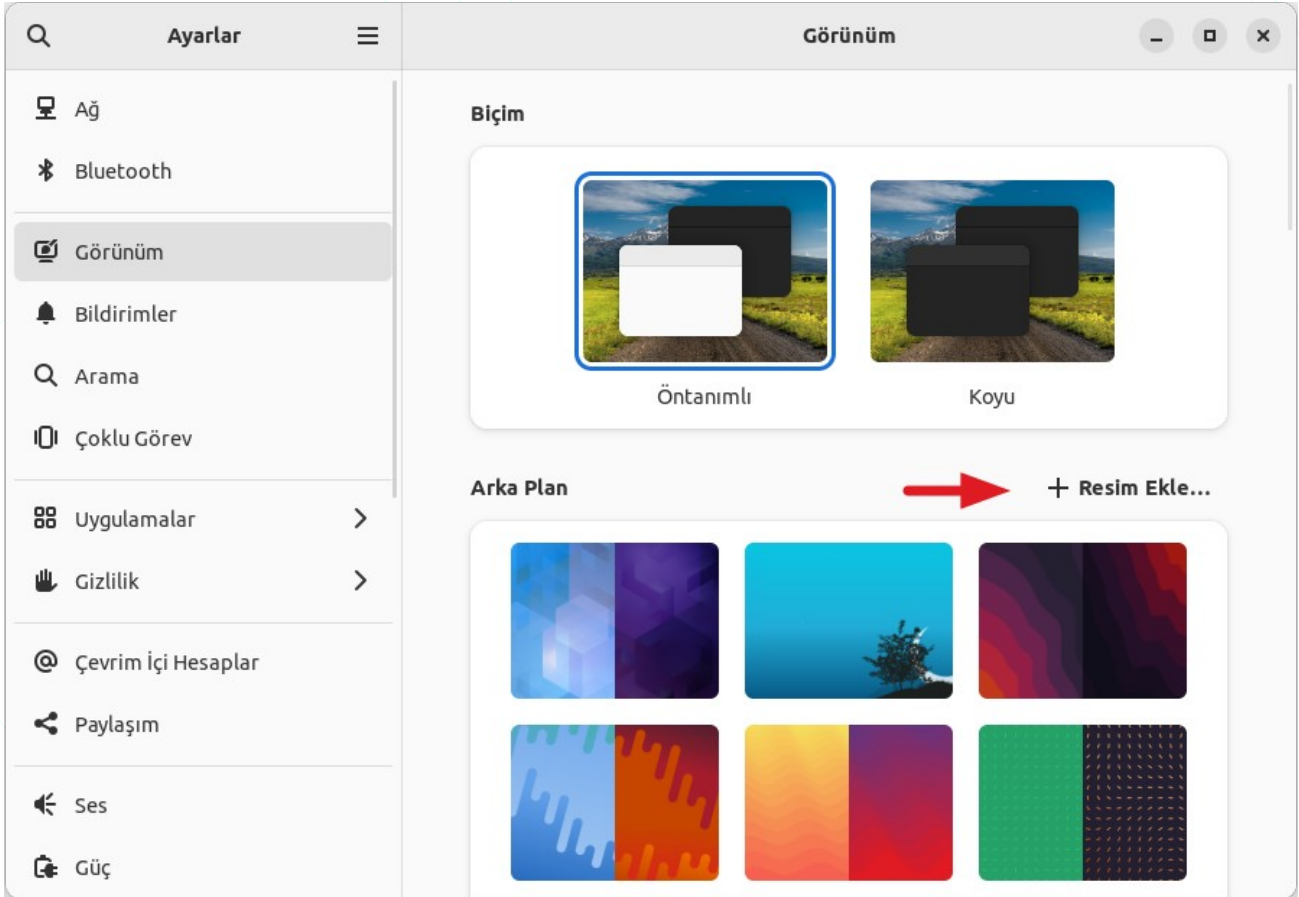 Ayarlar
Görünüm
Ağ
Bluetooth
Görünüm
Bildirimler
Arama
Çoklu Görev
Uygulamalar
Gizlilik
Çevrim İçi Hesaplar
Paylaşım
Ses
Güç
Biçim
Öntanımlı
Koyu
Arka Plan
Resim Ekle…